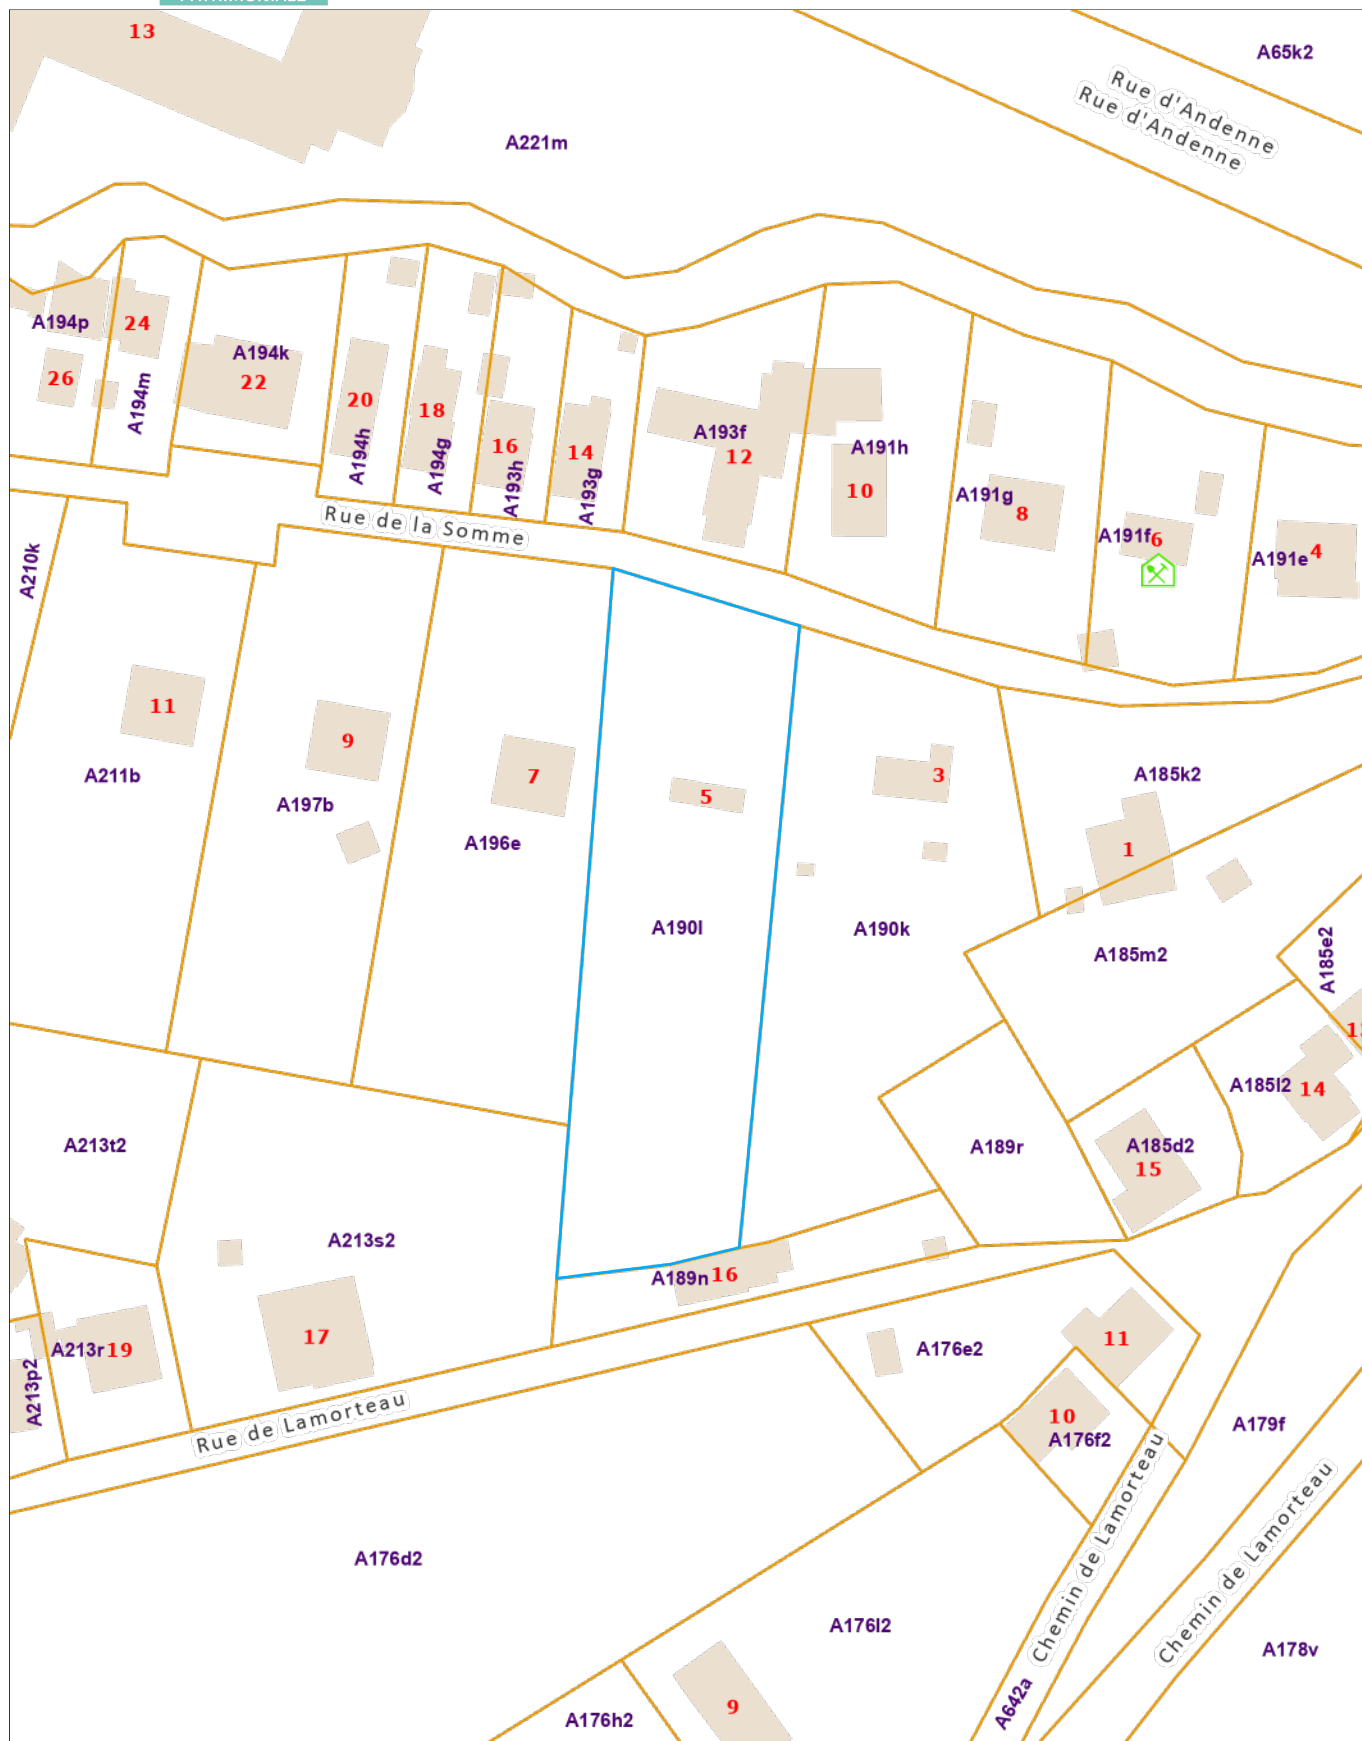 13
A65k2
Rue d'Andenne
Rue d'Andenne
A221m
A194p
24
A194k
22
26
A194m
20
A194h
18
A194g
16
A193h
14
A193g
A193f
12
A191h
10
A191g
8
A191f
6
A191e
4
Rue de la Somme
A210k
11
A211b
9
A197b
7
A196e
5
A190l
3
A190k
A185k2
1
A185m2
A185e2
A185l2
14
A185d2
15
A189r
A213t2
A213s2
A189n
16
17
A213r
19
A213p2
A176e2
11
10
A176f2
A179f
Rue de Lamorteau
Chemin de Lamorteau
Chemin de Lamorteau
A176d2
A176l2
A178v
A642a
9
A176h2